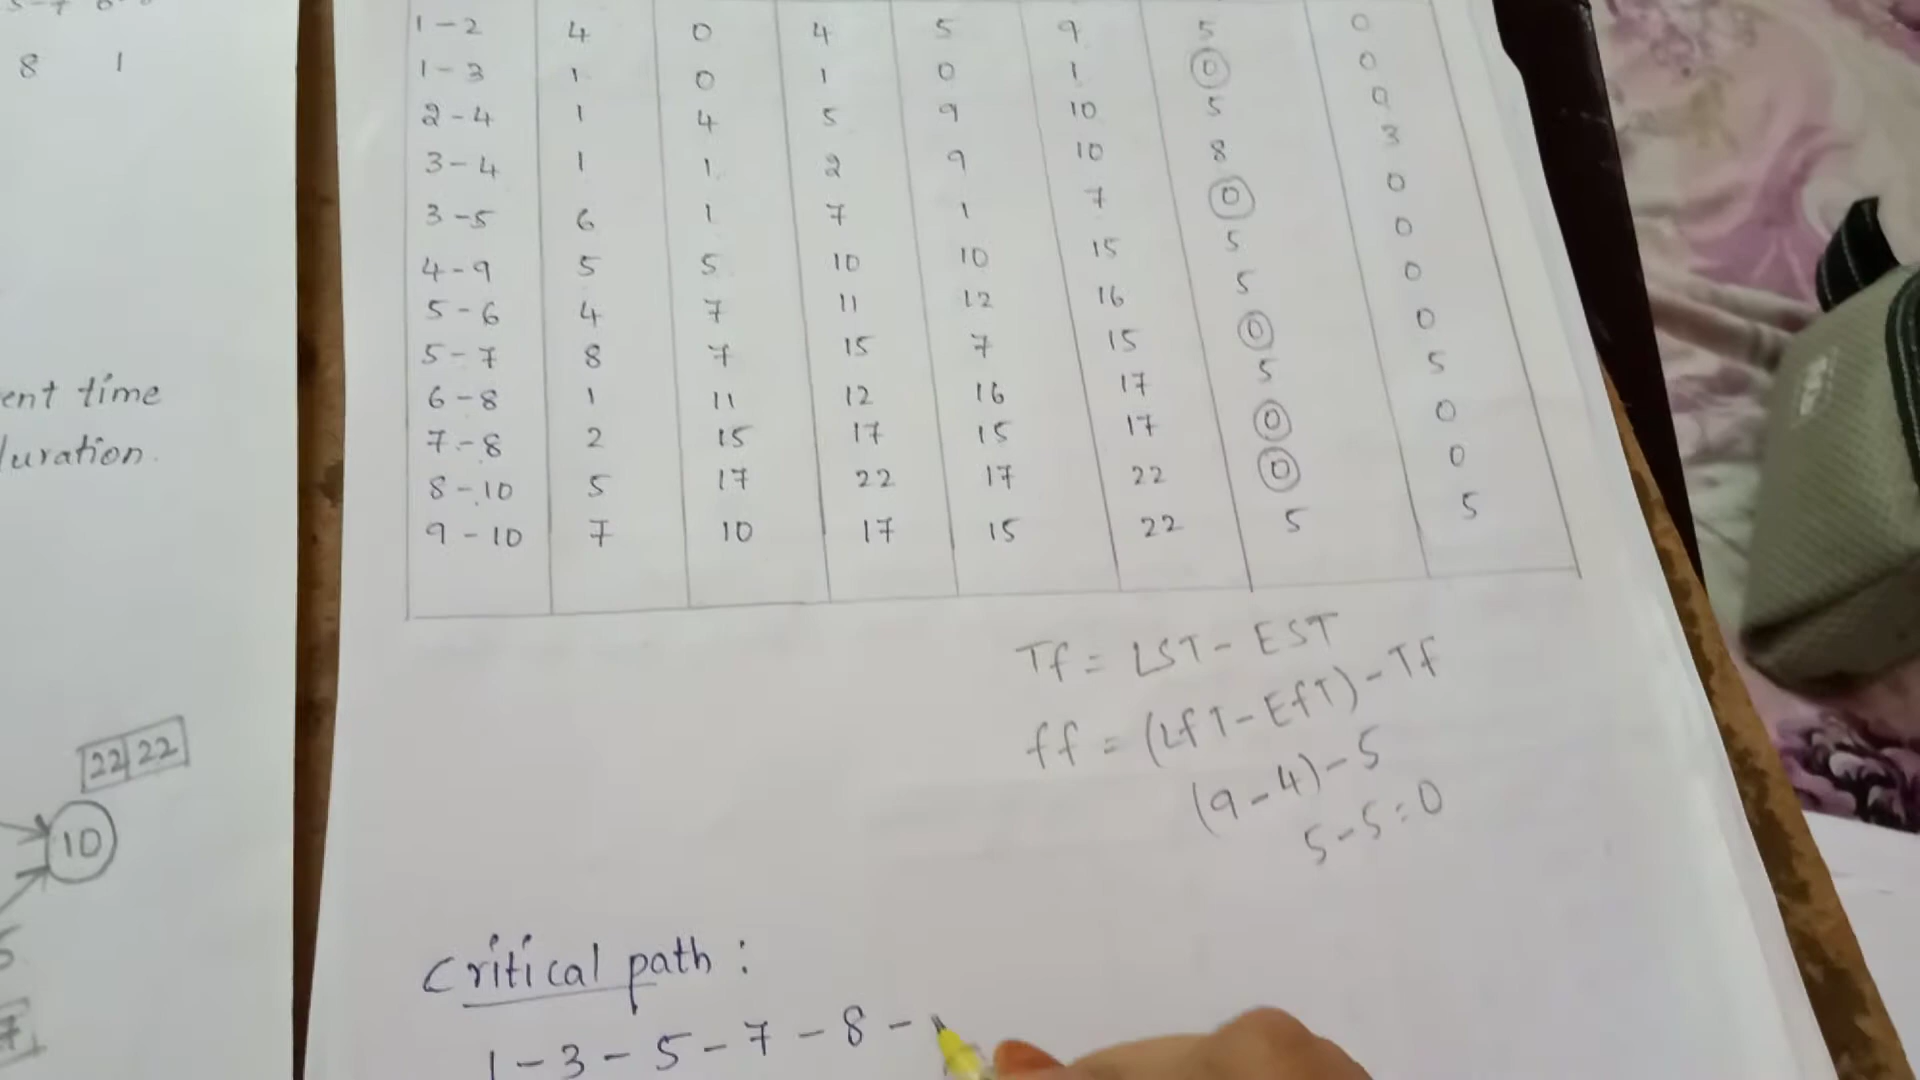 8 1
ent time
uration.
22 22
10
1-2 4 0 4 5 9 5 0
1-3 1 0 1 0 1 0 0
2-4 1 4 5 9 10 5 0
3-4 1 1 2 9 10 8 3
3-5 6 1 7 1 7 0 0
4-9 5 5 10 10 15 5 0
5-6 4 7 11 12 16 5 0
5-7 8 7 15 7 15 0 0
6-8 1 11 12 16 17 5 5
7-8 2 15 17 15 17 0 0
8-10 5 17 22 17 22 0 0
9-10 7 10 17 15 22 5 5
Tf = LST - EST
ff = (LfT - EfT) - Tf
(9-4)-5
5-5=0
Critical path :
1-3-5-7-8-